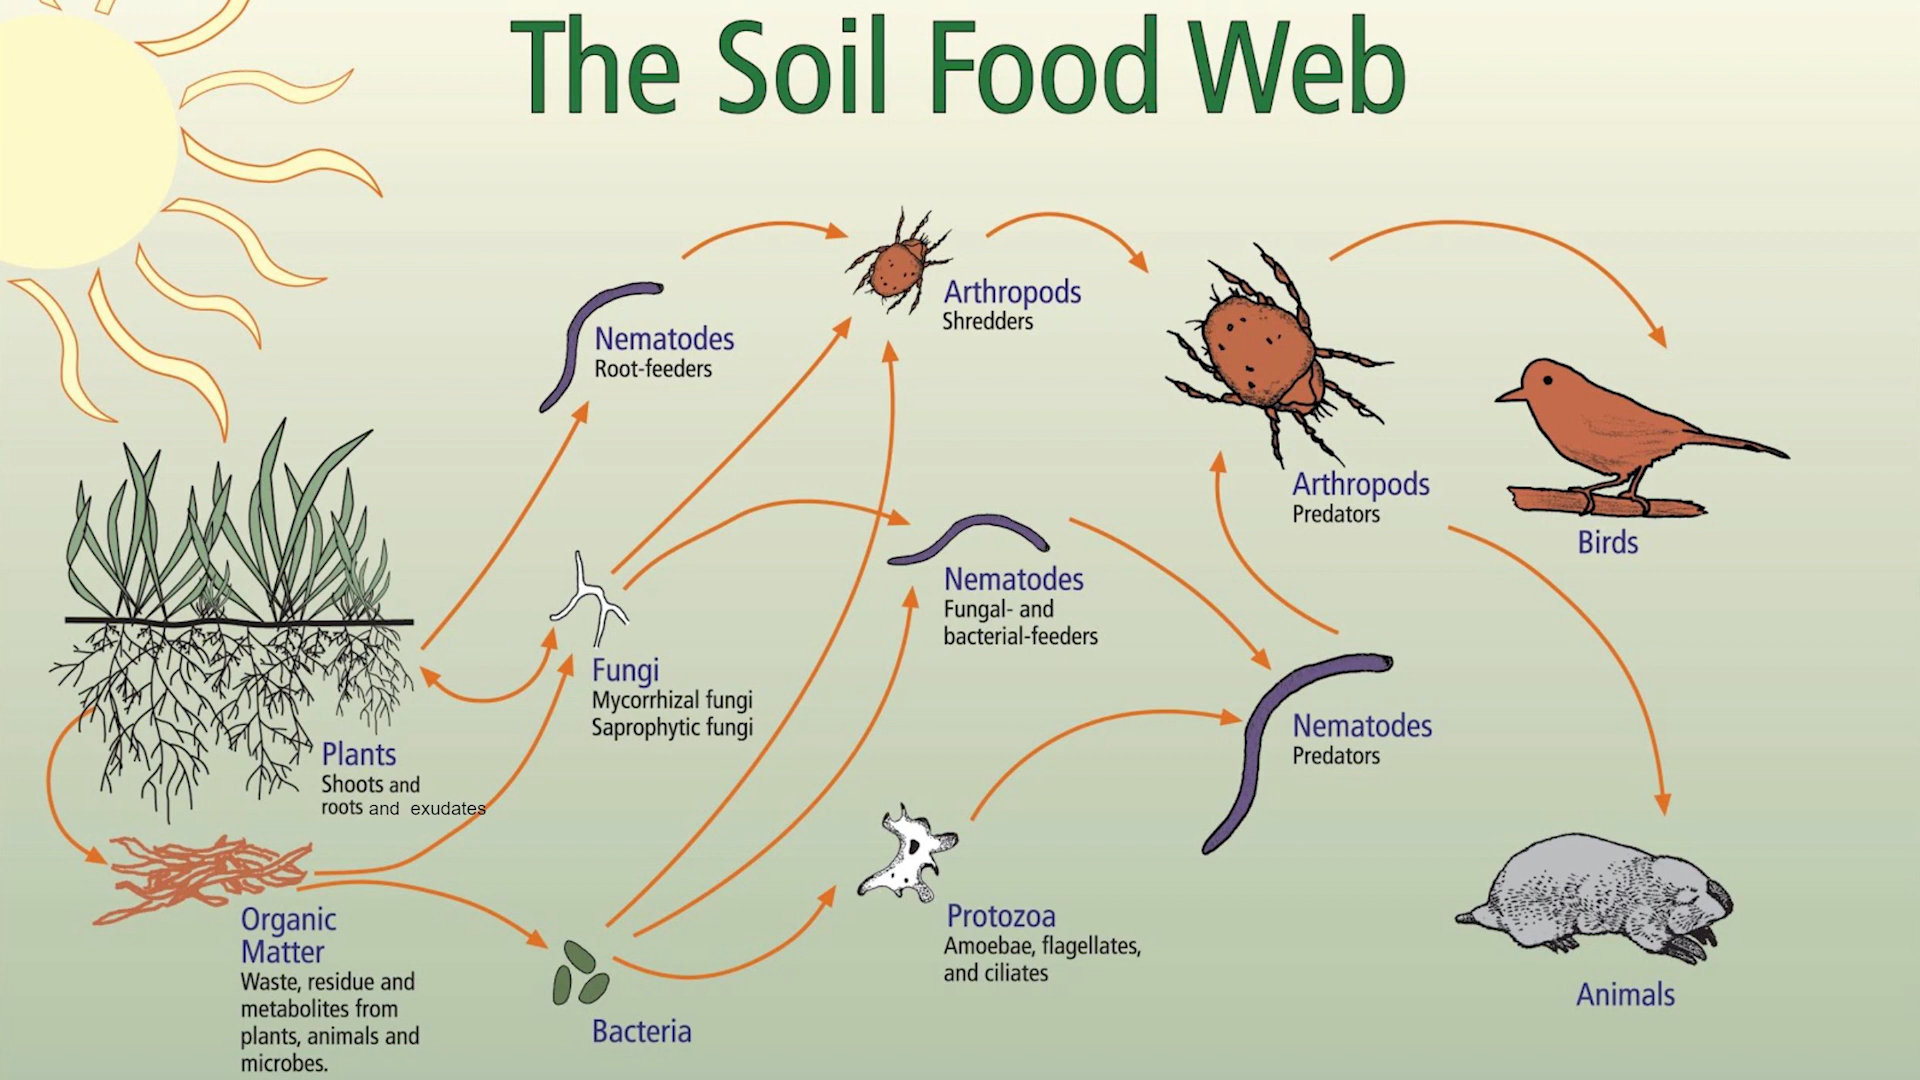 The Soil Food Web
Arthropods
Shredders
Nematodes
Root-feeders
Arthropods
Predators
Birds
Nematodes
Fungal- and
bacterial-feeders
Fungi
Mycorrhizal fungi
Saprophytic fungi
Nematodes
Predators
Plants
Shoots and
roots and exudates
Organic
Matter
Waste, residue and
metabolites from
plants, animals and
microbes.
Protozoa
Amoebae, flagellates,
and ciliates
Animals
Bacteria